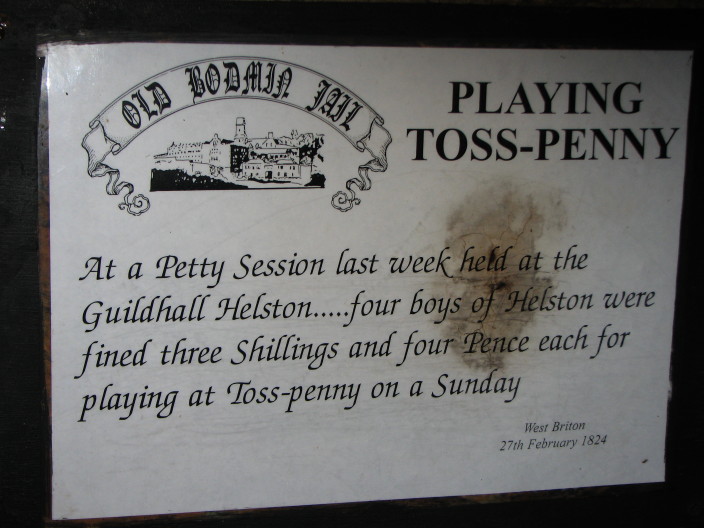 OLD BODMIN JAIL
PLAYING
TOSS-PENNY
At a Petty Session last week held at the
Guildhall Helston.....four boys of Helston were
fined three Shillings and four Pence each for
playing at Toss-penny on a Sunday
West Briton
27th February 1824